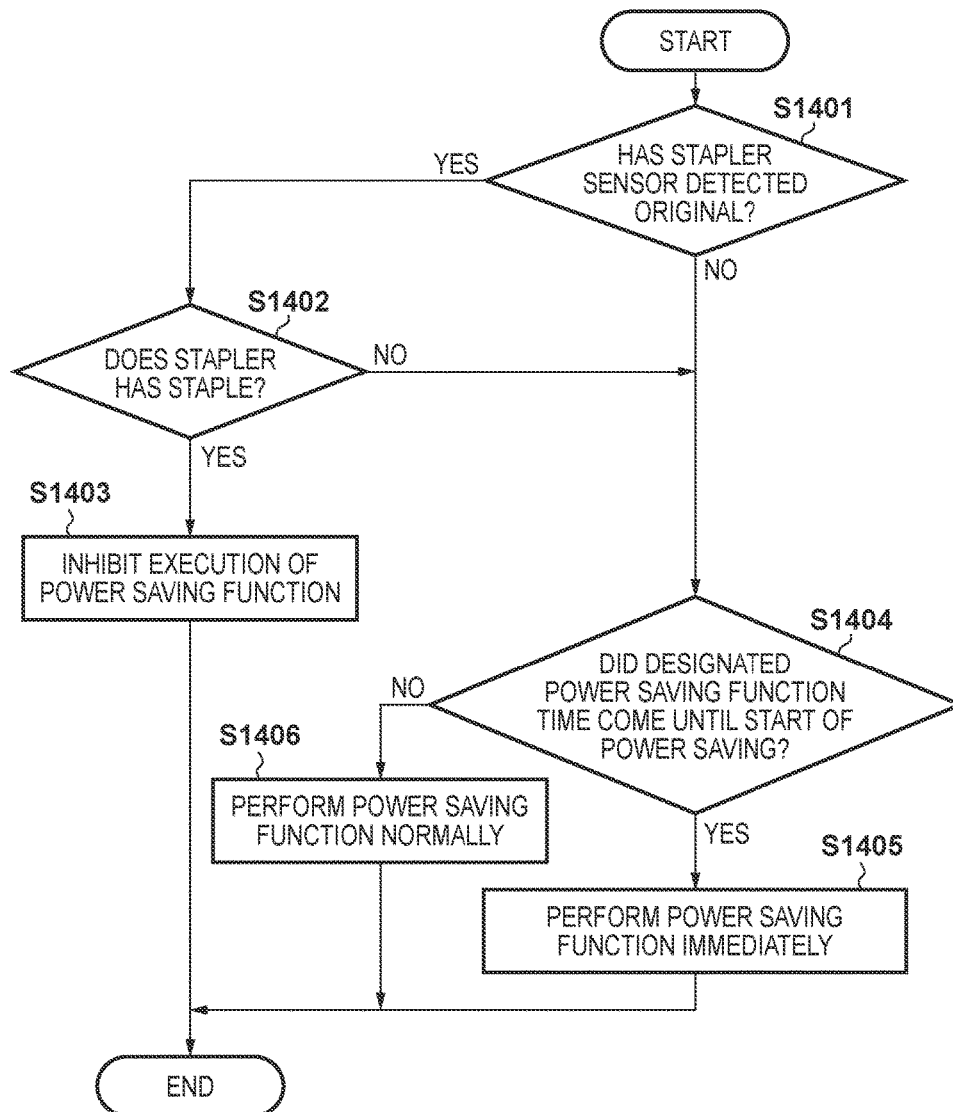 START
S1401
YES
HAS STAPLER
SENSOR DETECTED
ORIGINAL?
NO
S1402
DOES STAPLER
HAS STAPLE?
NO
YES
S1403
INHIBIT EXECUTION OF
POWER SAVING FUNCTION
S1404
DID DESIGNATED
POWER SAVING FUNCTION
TIME COME UNTIL START OF
POWER SAVING?
NO
YES
S1406
PERFORM POWER SAVING
FUNCTION NORMALLY
S1405
PERFORM POWER SAVING
FUNCTION IMMEDIATELY
END